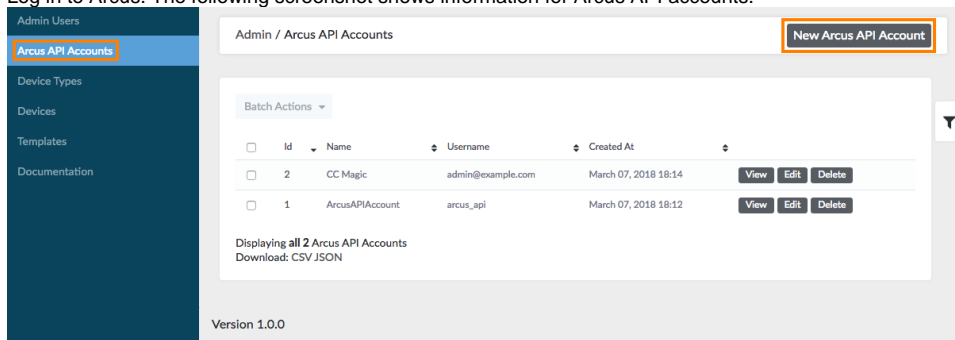 Log in to Arcus. The following screenshot shows information for Arcus API accounts.
Admin Users
Arcus API Accounts
Device Types
Devices
Templates
Documentation
Admin / Arcus API Accounts
New Arcus API Account
Batch Actions
Id Name Username Created At
2 CC Magic admin@example.com March 07, 2018 18:14 View Edit Delete
1 ArcusAPIAccount arcus_api March 07, 2018 18:12 View Edit Delete
Displaying all 2 Arcus API Accounts
Download: CSV JSON
Version 1.0.0